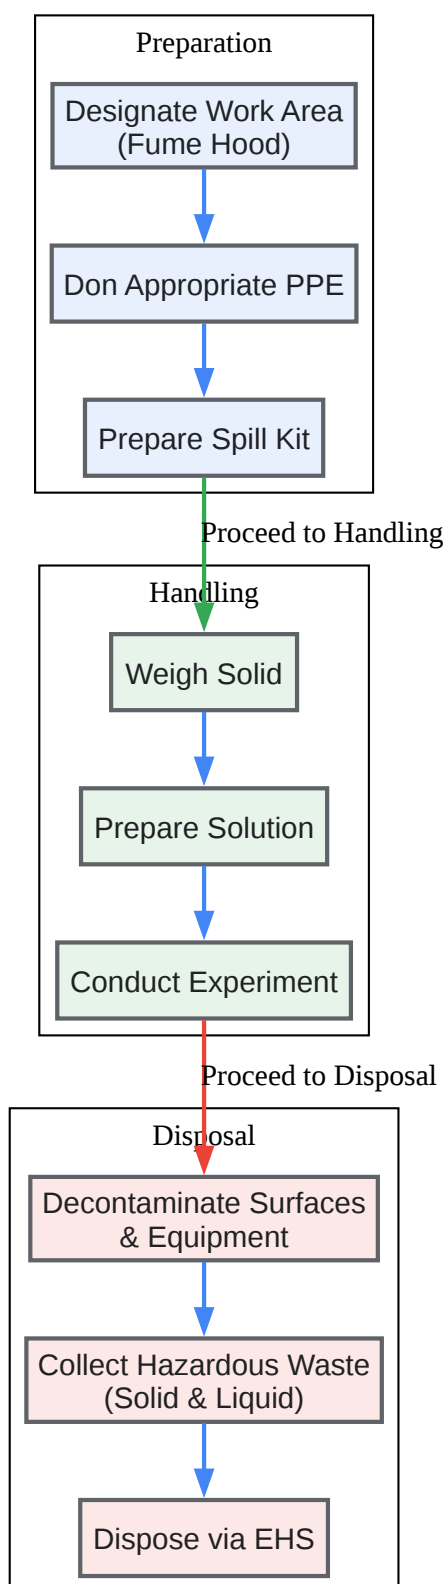 Preparation
Designate Work Area
(Fume Hood)
Don Appropriate PPE
Prepare Spill Kit
Proceed to Handling
Handling
Weigh Solid
Prepare Solution
Conduct Experiment
Proceed to Disposal
Disposal
Decontaminate Surfaces
& Equipment
Collect Hazardous Waste
(Solid & Liquid)
Dispose via EHS